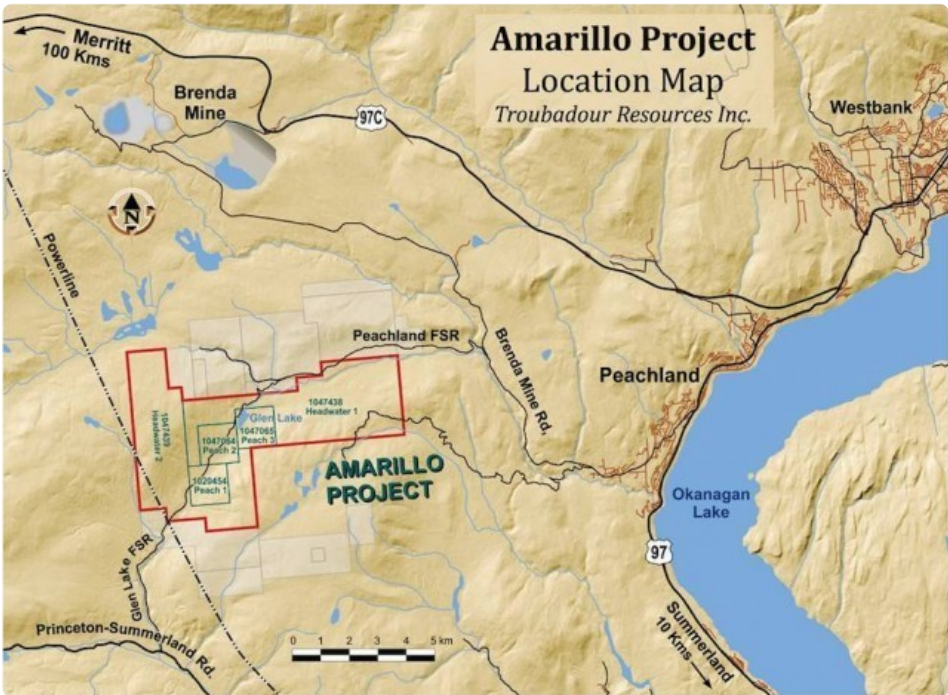 Amarillo Project
Location Map
Troubadour Resources Inc.
Merritt
100 Kms
Brenda
Mine
97C
Westbank
N
Powerline
Peachland FSR
Brenda Mine Rd,
Peachland
1047438
Headwater 1
Glen Lake
1047439
Headwater 2
1047065
Peach 3
1047064
Peach 2
1020454
Peach 1
AMARILLO
PROJECT
Okanagan
Lake
97
Glen Lake FSR
Princeton-Summerland Rd.
0 1 2 3 4 5 km
Summerland
10 Kms